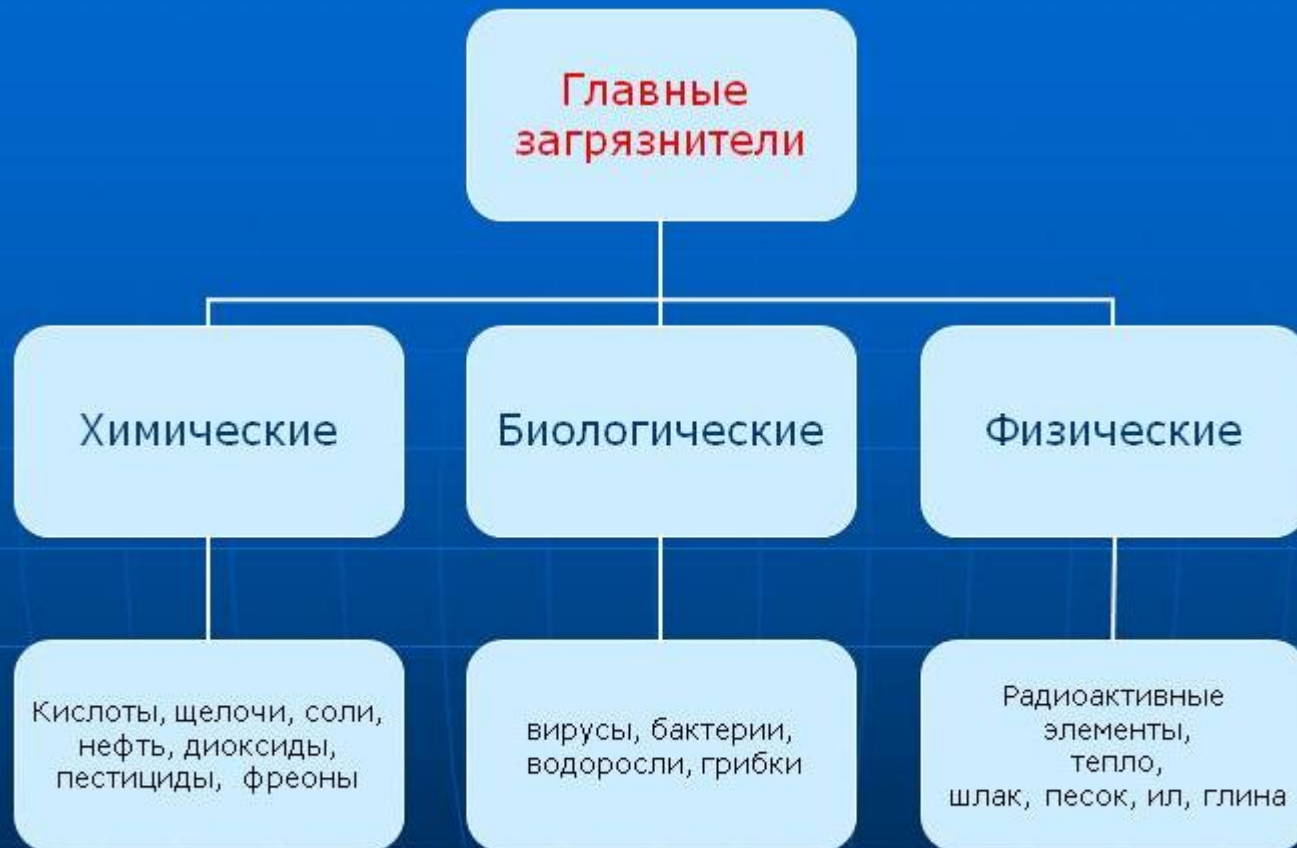 Главные
загрязнители
Химические
Биологические
Физические
Кислоты, щелочи, соли,
нефть, диоксиды,
пестициды, фреоны
вирусы, бактерии,
водоросли, грибки
Радиоактивные
элементы,
тепло,
шлак, песок, ил, глина